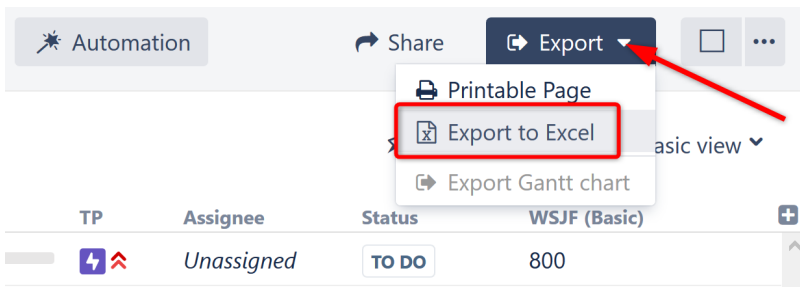 Automation Share Export
Printable Page
Export to Excel
asic view
Export Gantt chart
TP Assignee Status WSJF (Basic)
Unassigned TO DO 800